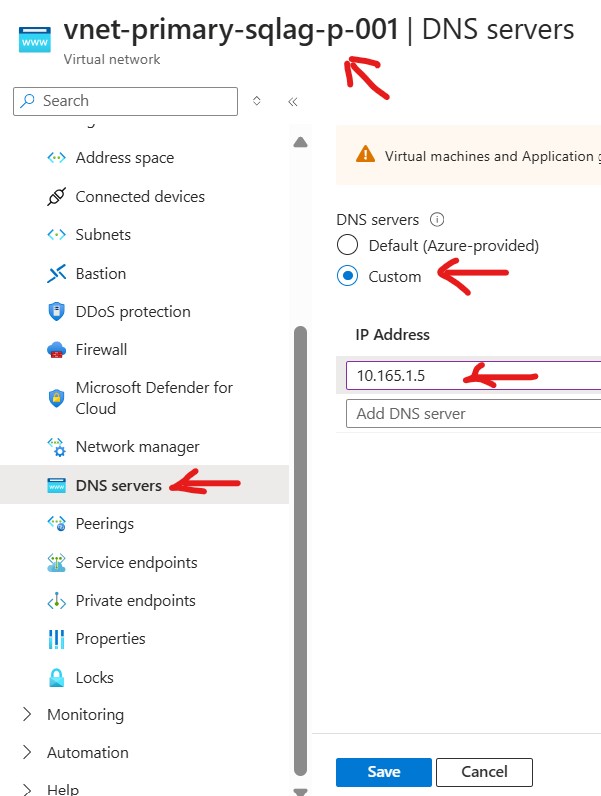 vnet-primary-sqlag-p-001 | DNS servers
Virtual network
Search
Address space
Connected devices
Subnets
Bastion
DDoS protection
Firewall
Microsoft Defender for
Cloud
Network manager
DNS servers
Peerings
Service endpoints
Private endpoints
Properties
Locks
Monitoring
Automation
Help
Virtual machines and Application
DNS servers
Default (Azure-provided)
Custom
IP Address
10.165.1.5
Add DNS server
Save
Cancel